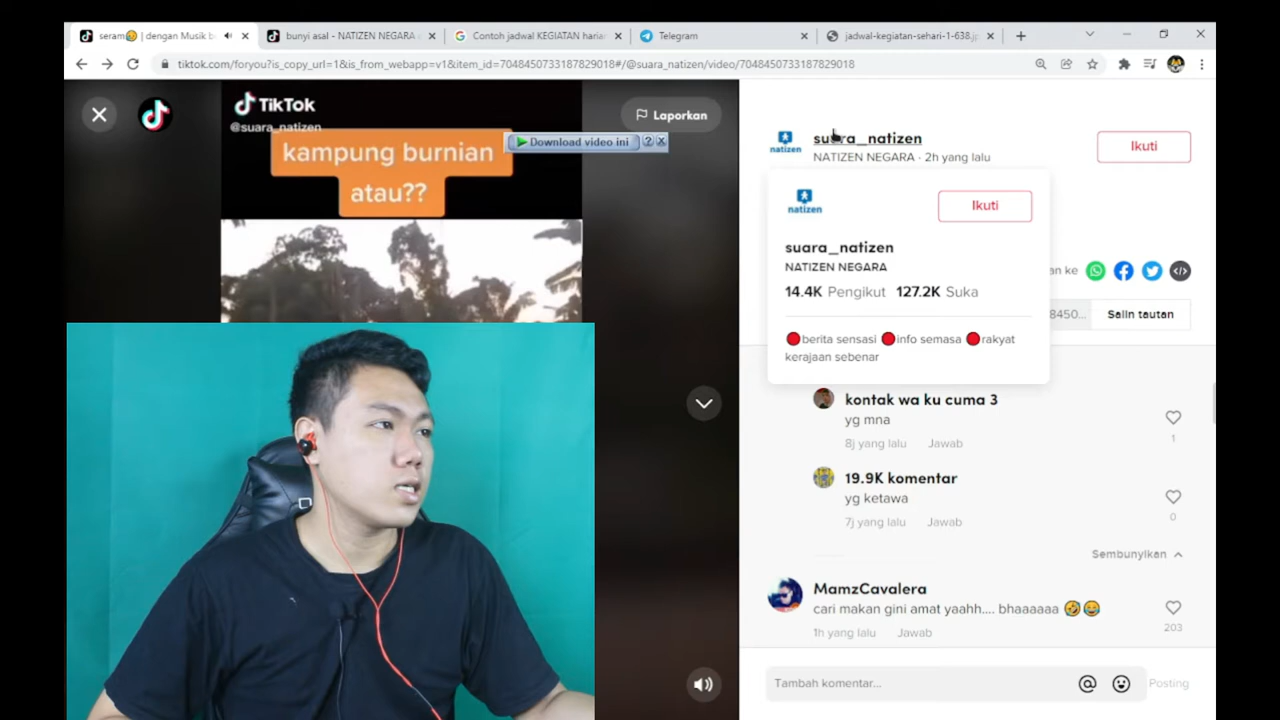 seram🤣 | dengan Musik b
bunyi asal - NATIZEN NEGARA
Contoh jadwal KEGIATAN harian
Telegram
jadwal-kegiatan-sehari-1-638.jp
tiktok.com/foryou?is_copy_url=1&is_from_webapp=v1&item_id=7048450733187829018#/@suara_natizen/video/7048450733187829018
TikTok
@suara_natizen
Laporkan
Download video ini
kampung burnian
atau??
natizen
suara_natizen
NATIZEN NEGARA · 2h yang lalu
Ikuti
natizen
Ikuti
suara_natizen
NATIZEN NEGARA
14.4K Pengikut 127.2K Suka
🔴berita sensasi 🔴info semasa 🔴rakyat
kerajaan sebenar
an ke
8450...
Salin tautan
kontak wa ku cuma 3
yg mna
8j yang lalu Jawab
1
19.9K komentar
yg ketawa
7j yang lalu Jawab
0
Sembunyikan
MamzCavalera
cari makan gini amat yaahh.... bhaaaaaa 🤣😂
1h yang lalu Jawab
203
Tambah komentar...
Posting